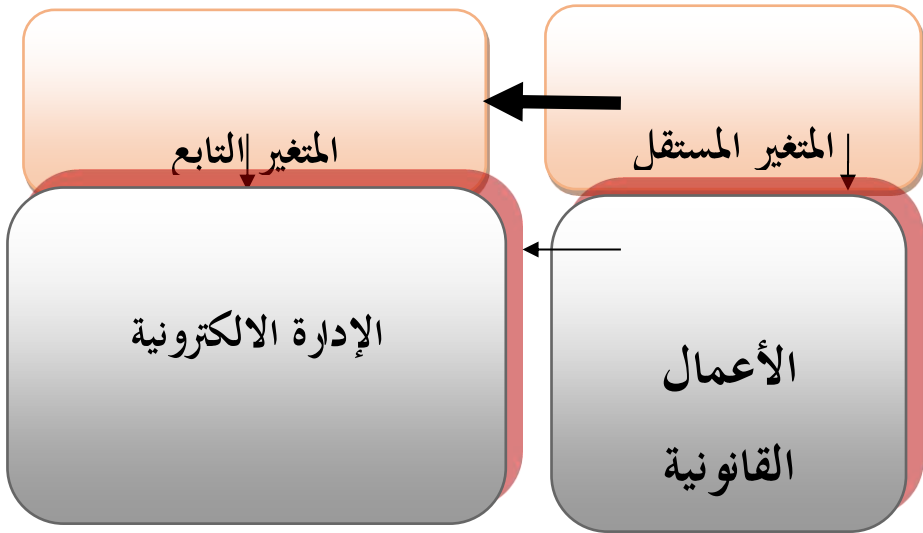 المتغير المستقل
المتغير التابع
الإدارة الالكترونية
الأعمال
القانونية